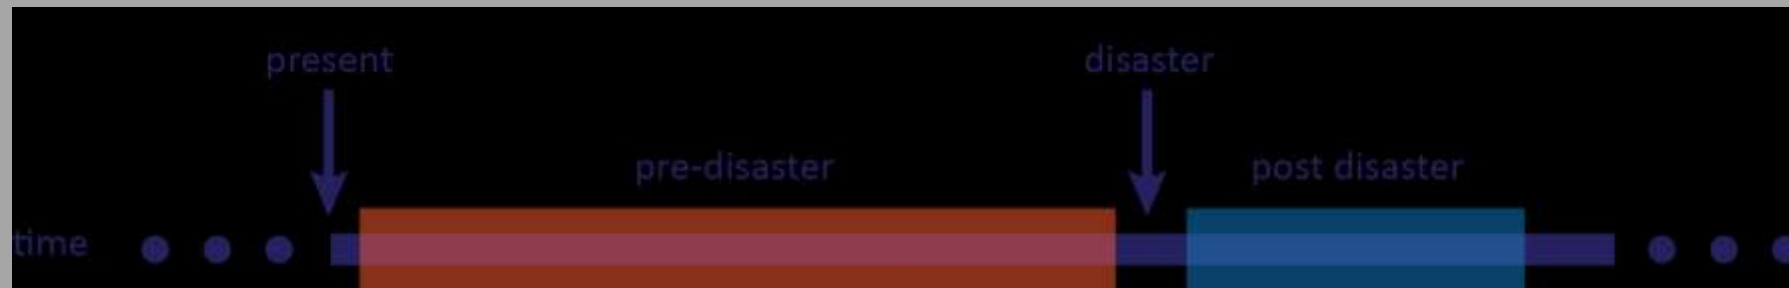 present
disaster
pre-disaster
post disaster
time